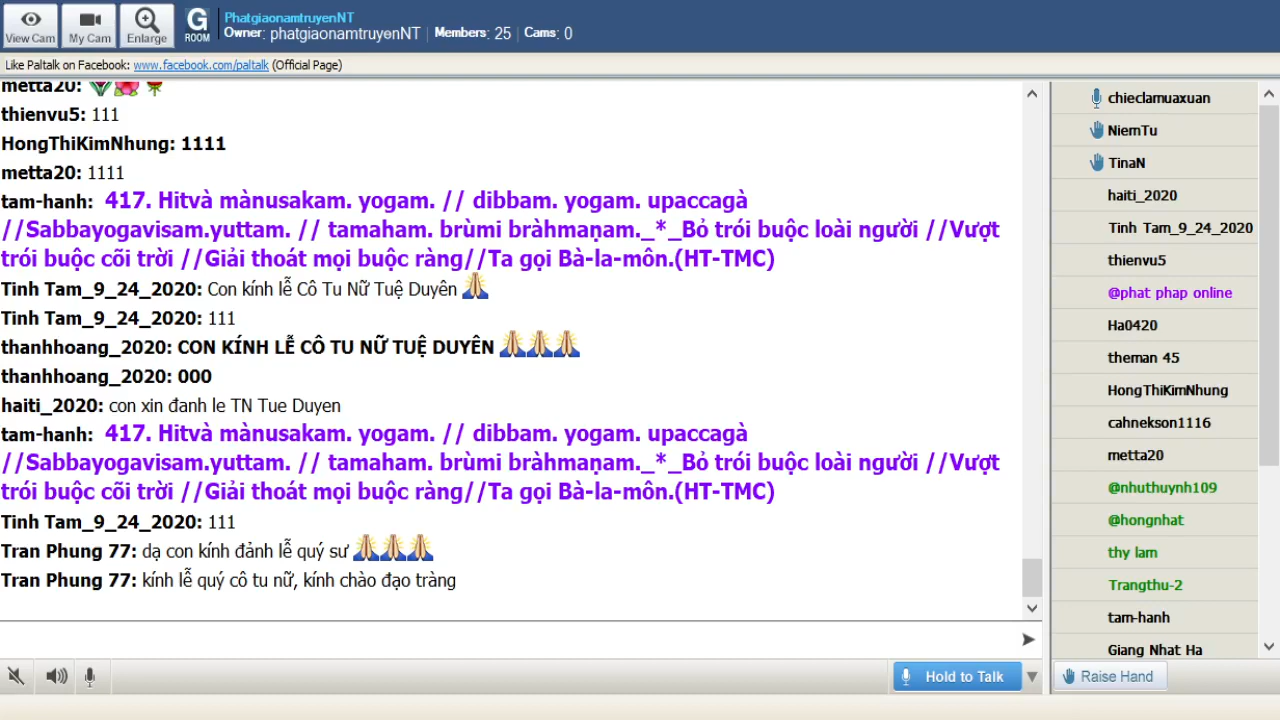 View Cam
My Cam
Enlarge
G
ROOM
PhatgiaonamtruyenNT
Owner: phatgiaonamtruyenNT | Members: 25 | Cams: 0
Like Paltalk on Facebook: www.facebook.com/paltalk (Official Page)
metta20:
thienvu5: 111
HongThiKimNhung: 1111
metta20: 1111
tam-hanh: 417. Hitvà mànusakam. yogam. // dibbam. yogam. upaccagà
//Sabbayogavisam.yuttam. // tamaham. brùmi bràhmaṇam._*_Bỏ trói buộc loài người //Vượt
trói buộc cõi trời //Giải thoát mọi buộc ràng//Ta gọi Bà-la-môn.(HT-TMC)
Tinh Tam_9_24_2020: Con kính lễ Cô Tu Nữ Tuệ Duyên
Tinh Tam_9_24_2020: 111
thanhhoang_2020: CON KÍNH LỄ CÔ TU NỮ TUỆ DUYÊN
thanhhoang_2020: 000
haiti_2020: con xin đanh le TN Tue Duyen
tam-hanh: 417. Hitvà mànusakam. yogam. // dibbam. yogam. upaccagà
//Sabbayogavisam.yuttam. // tamaham. brùmi bràhmaṇam._*_Bỏ trói buộc loài người //Vượt
trói buộc cõi trời //Giải thoát mọi buộc ràng//Ta gọi Bà-la-môn.(HT-TMC)
Tinh Tam_9_24_2020: 111
Tran Phung 77: dạ con kính đảnh lễ quý sư
Tran Phung 77: kính lễ quý cô tu nữ, kính chào đạo tràng
chieclamuaxuan
NiemTu
TinaN
haiti_2020
Tinh Tam_9_24_2020
thienvu5
@phat phap online
Ha0420
theman 45
HongThiKimNhung
cahnekson1116
metta20
@nhuthuynh109
@hongnhat
thy lam
Trangthu-2
tam-hanh
Giang Nhat Ha
Hold to Talk
Raise Hand